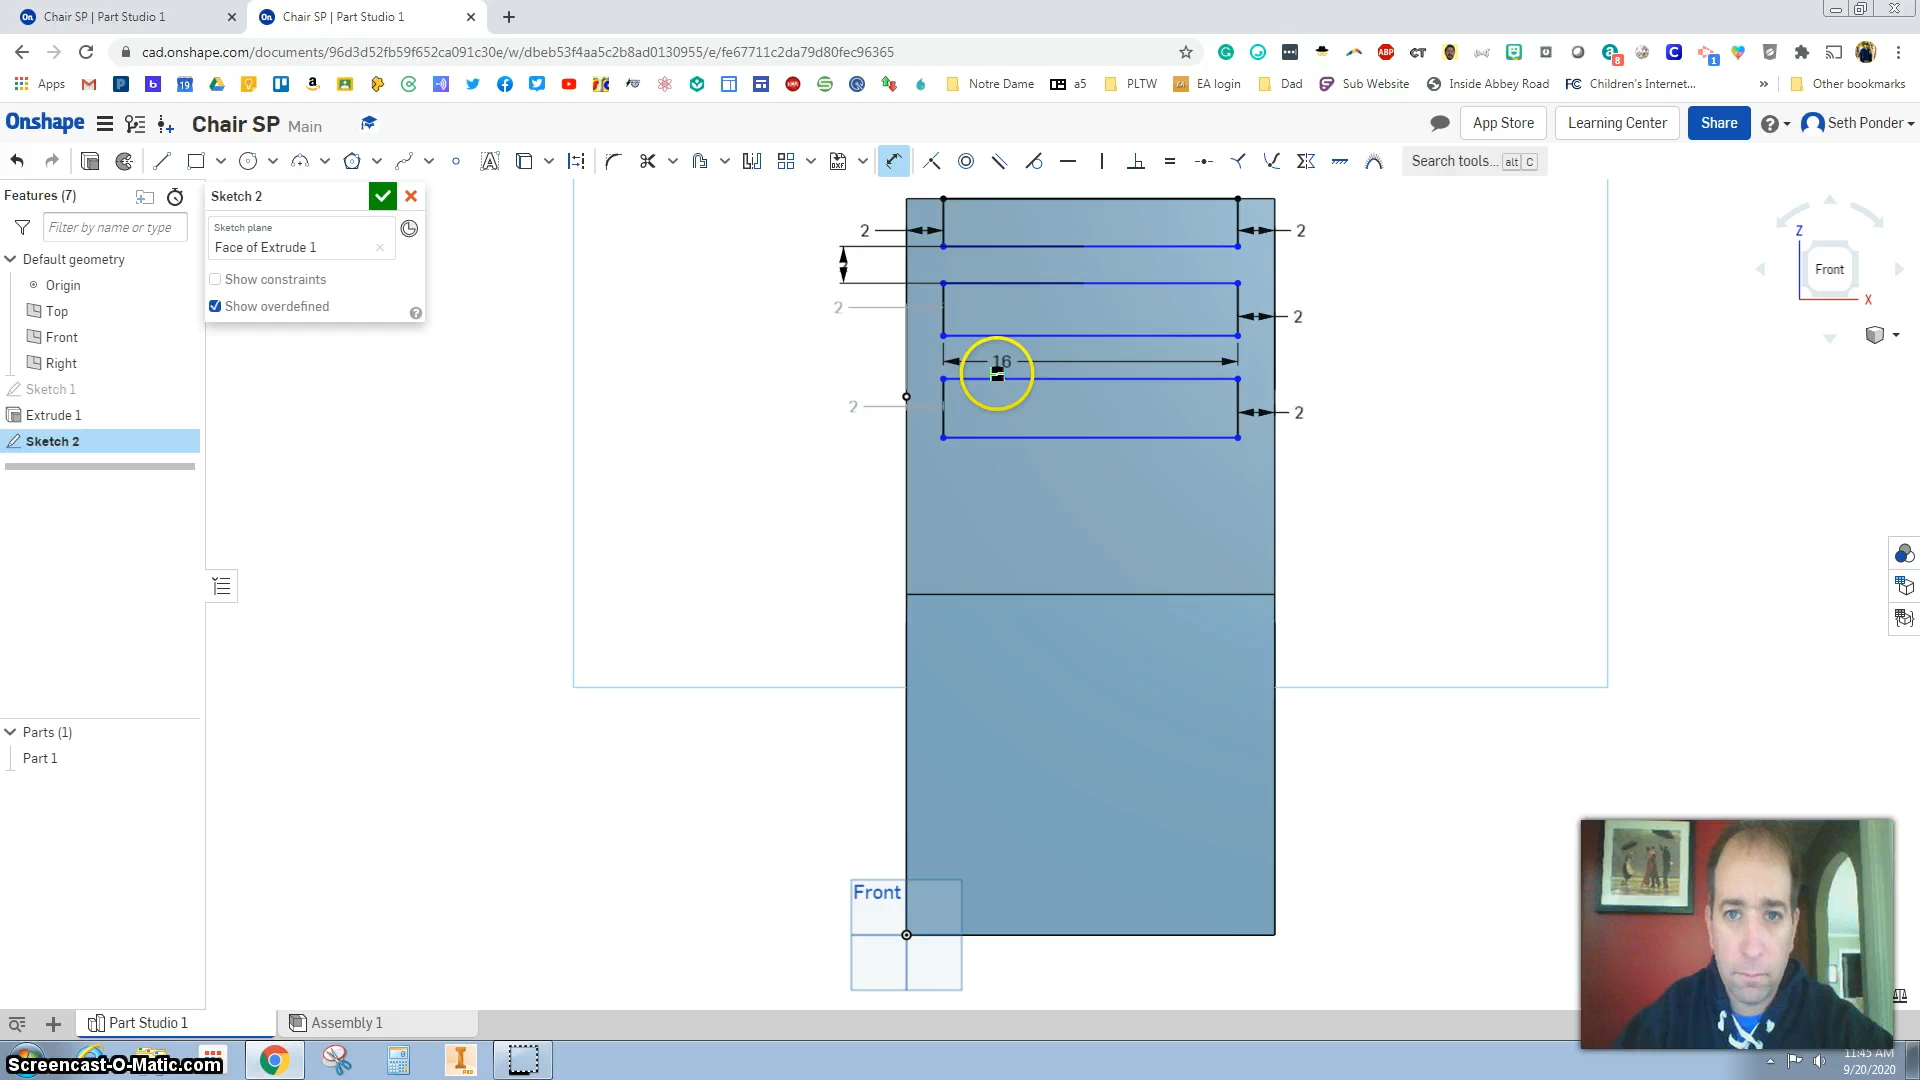 Chair SP | Part Studio 1
Chair SP | Part Studio 1
cad.onshape.com/documents/96d3d52fb59f652ca091c30e/w/dbeb53f4aa5c2b8ad0130955/e/fe67711c2da79d80fec96365
Apps
Notre Dame
a5
PLTW
EA login
Dad
Sub Website
Inside Abbey Road
Children's Internet...
Other bookmarks
Onshape
Chair SP Main
App Store
Learning Center
Share
Seth Ponder
Search tools... alt C
Features (7)
Filter by name or type
Default geometry
Origin
Top
Front
Right
Sketch 1
Extrude 1
Sketch 2
Sketch 2
Sketch plane
Face of Extrude 1
Show constraints
Show overdefined
2
2
2
2
16
2
2
Z
Front
X
Front
Parts (1)
Part 1
Part Studio 1
Assembly 1
Screencast-O-Matic.com
11:45 AM
9/20/2020